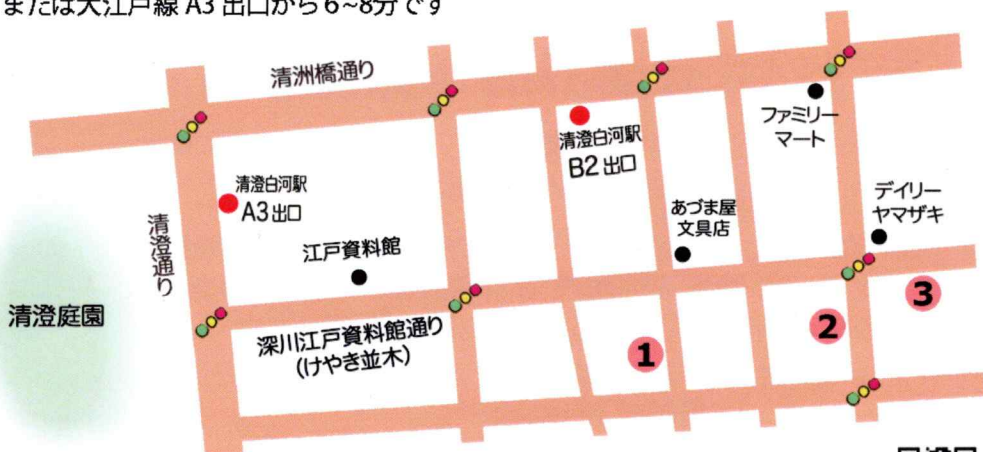 または大江戸線 A3 出口から 6~8分です
清洲橋通り
ファミリー
マート
清澄白河駅
B2 出口
清澄白河駅
A3 出口
デイリー
ヤマザキ
あづま屋
文具店
清澄通り
江戸資料館
清澄庭園
深川江戸資料館通り
(けやき並木)
1
2
3